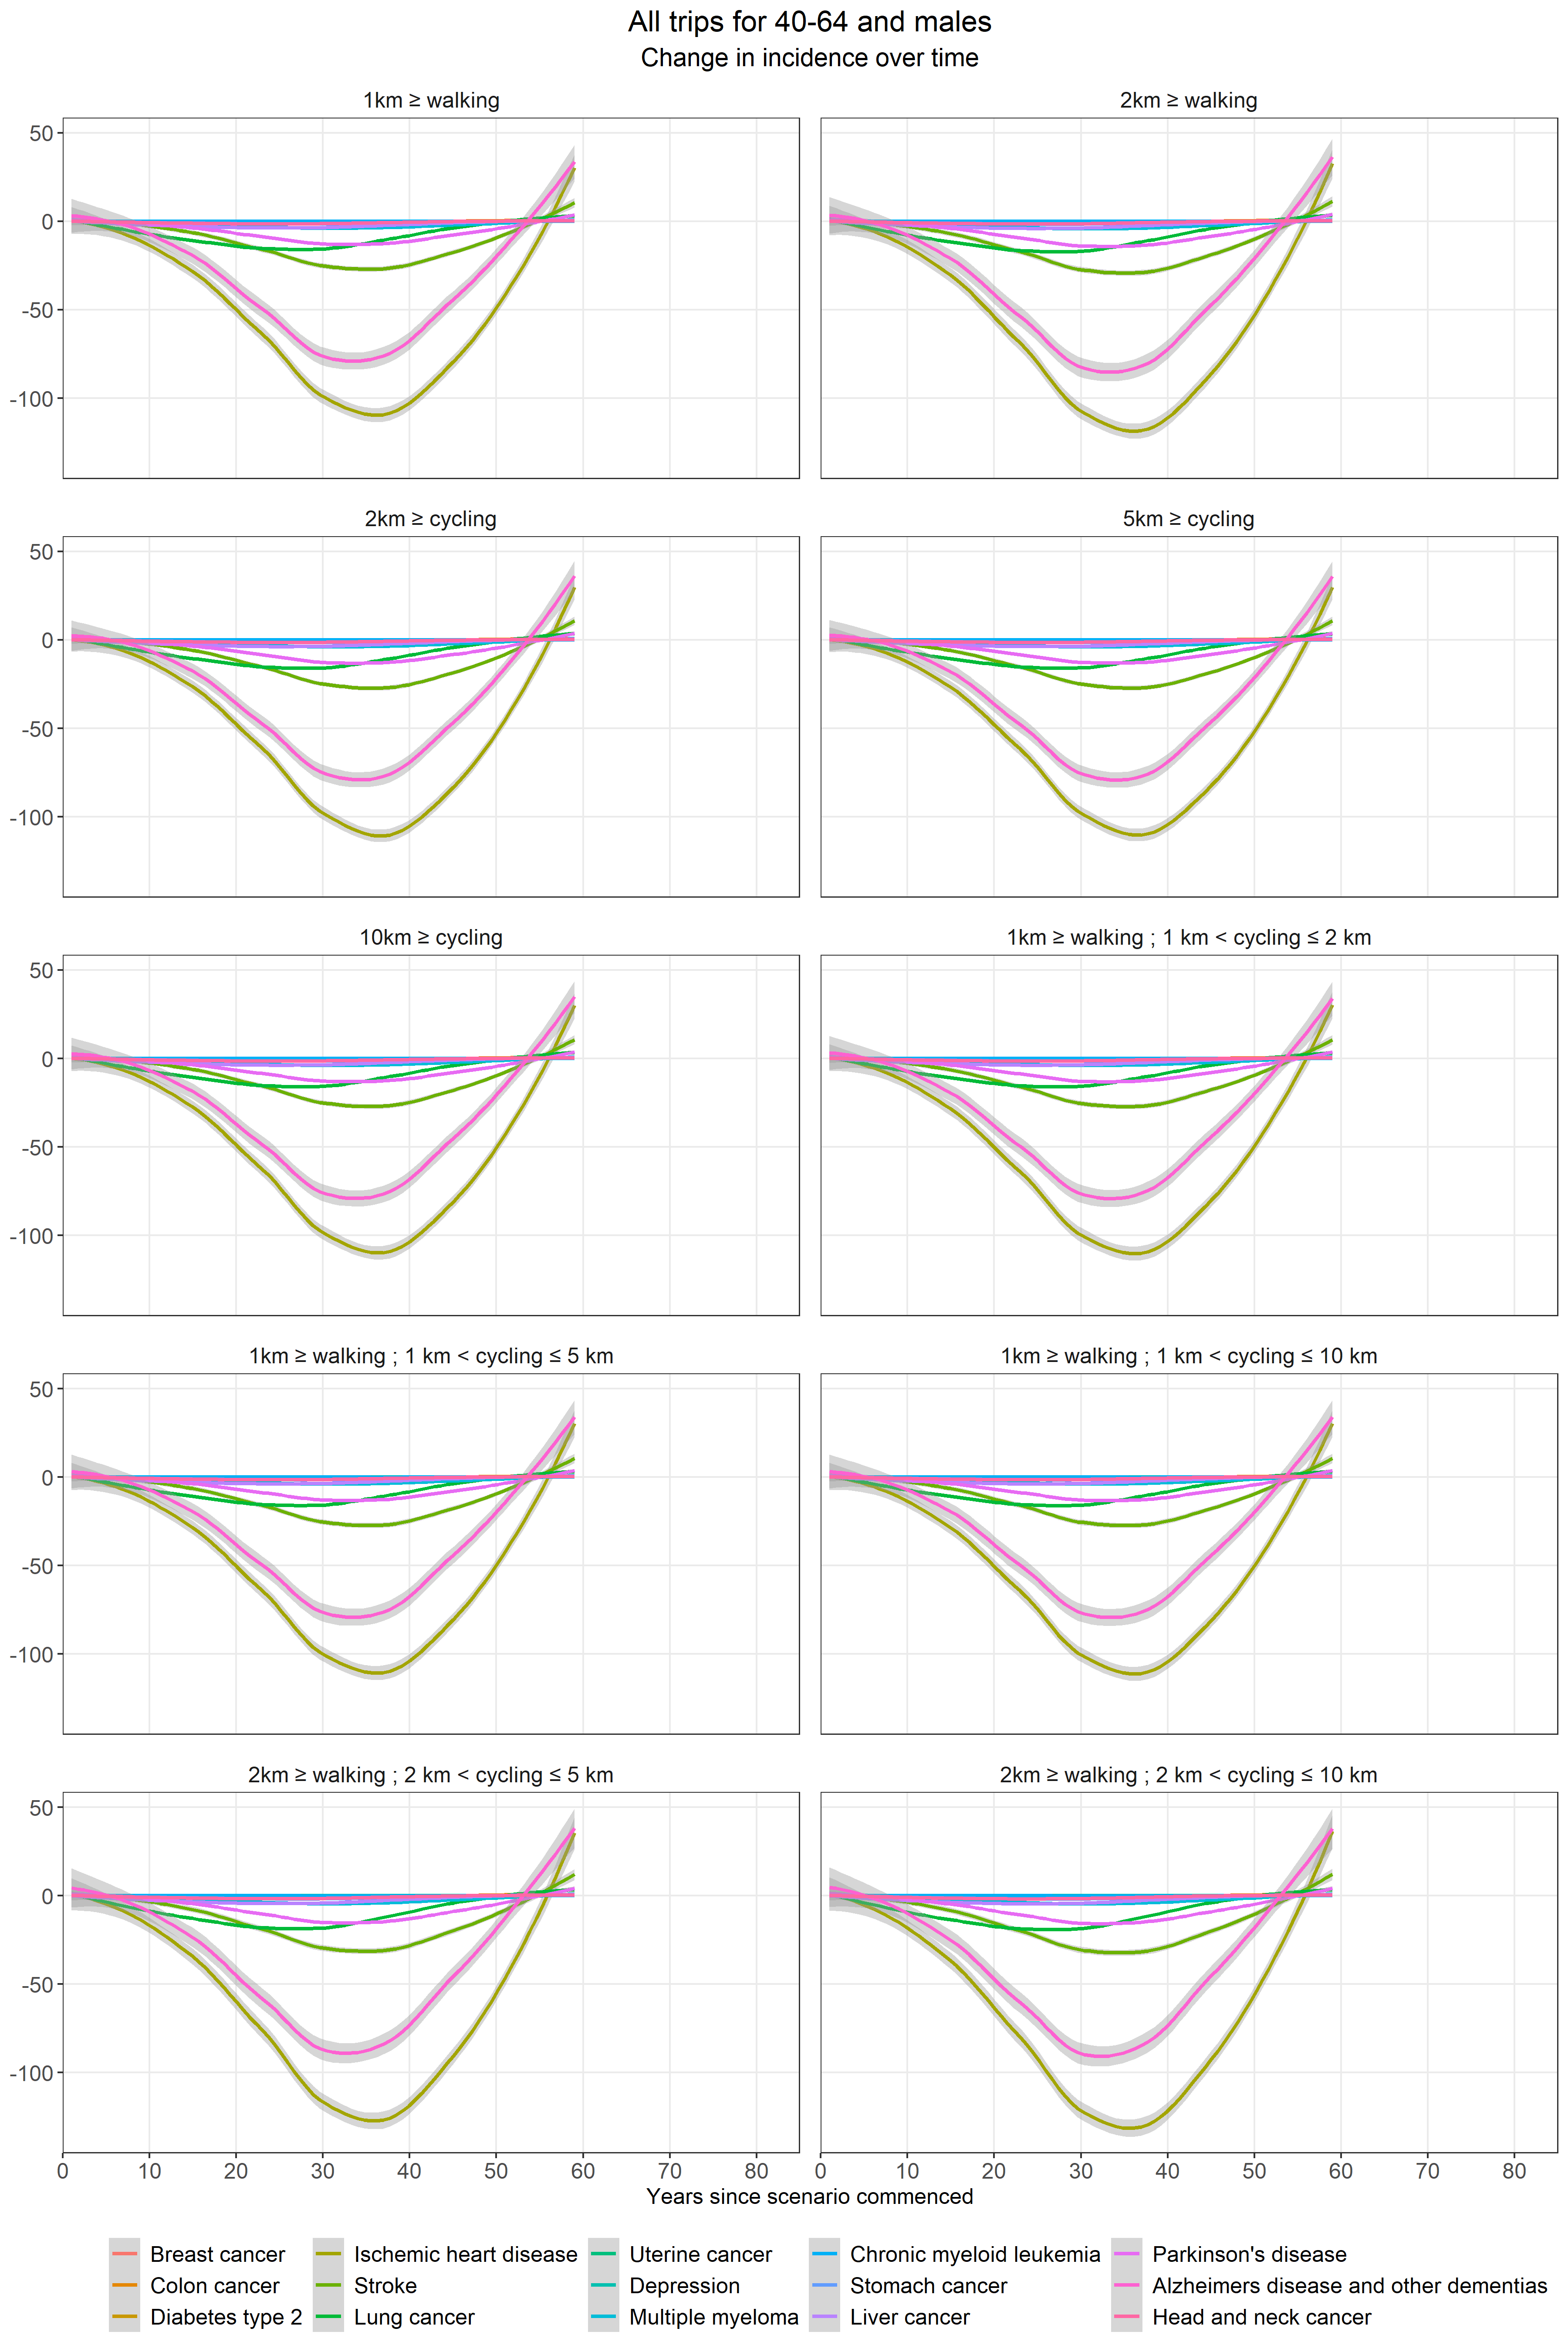 All trips for 40-64 and males
Change in incidence over time
1km ≥ walking
2km ≥ walking
50
0
-50
-100
2km ≥ cycling
5km ≥ cycling
50
0
-50
-100
10km ≥ cycling
1km ≥ walking ; 1 km < cycling ≤ 2 km
50
0
-50
-100
1km ≥ walking ; 1 km < cycling ≤ 5 km
1km ≥ walking ; 1 km < cycling ≤ 10 km
50
0
-50
-100
2km ≥ walking ; 2 km < cycling ≤ 5 km
2km ≥ walking ; 2 km < cycling ≤ 10 km
50
0
-50
-100
0 10 20 30 40 50 60 70 80
0 10 20 30 40 50 60 70 80
Years since scenario commenced
Breast cancer
Colon cancer
Diabetes type 2
Ischemic heart disease
Stroke
Lung cancer
Uterine cancer
Depression
Multiple myeloma
Chronic myeloid leukemia
Stomach cancer
Liver cancer
Parkinson's disease
Alzheimers disease and other dementias
Head and neck cancer